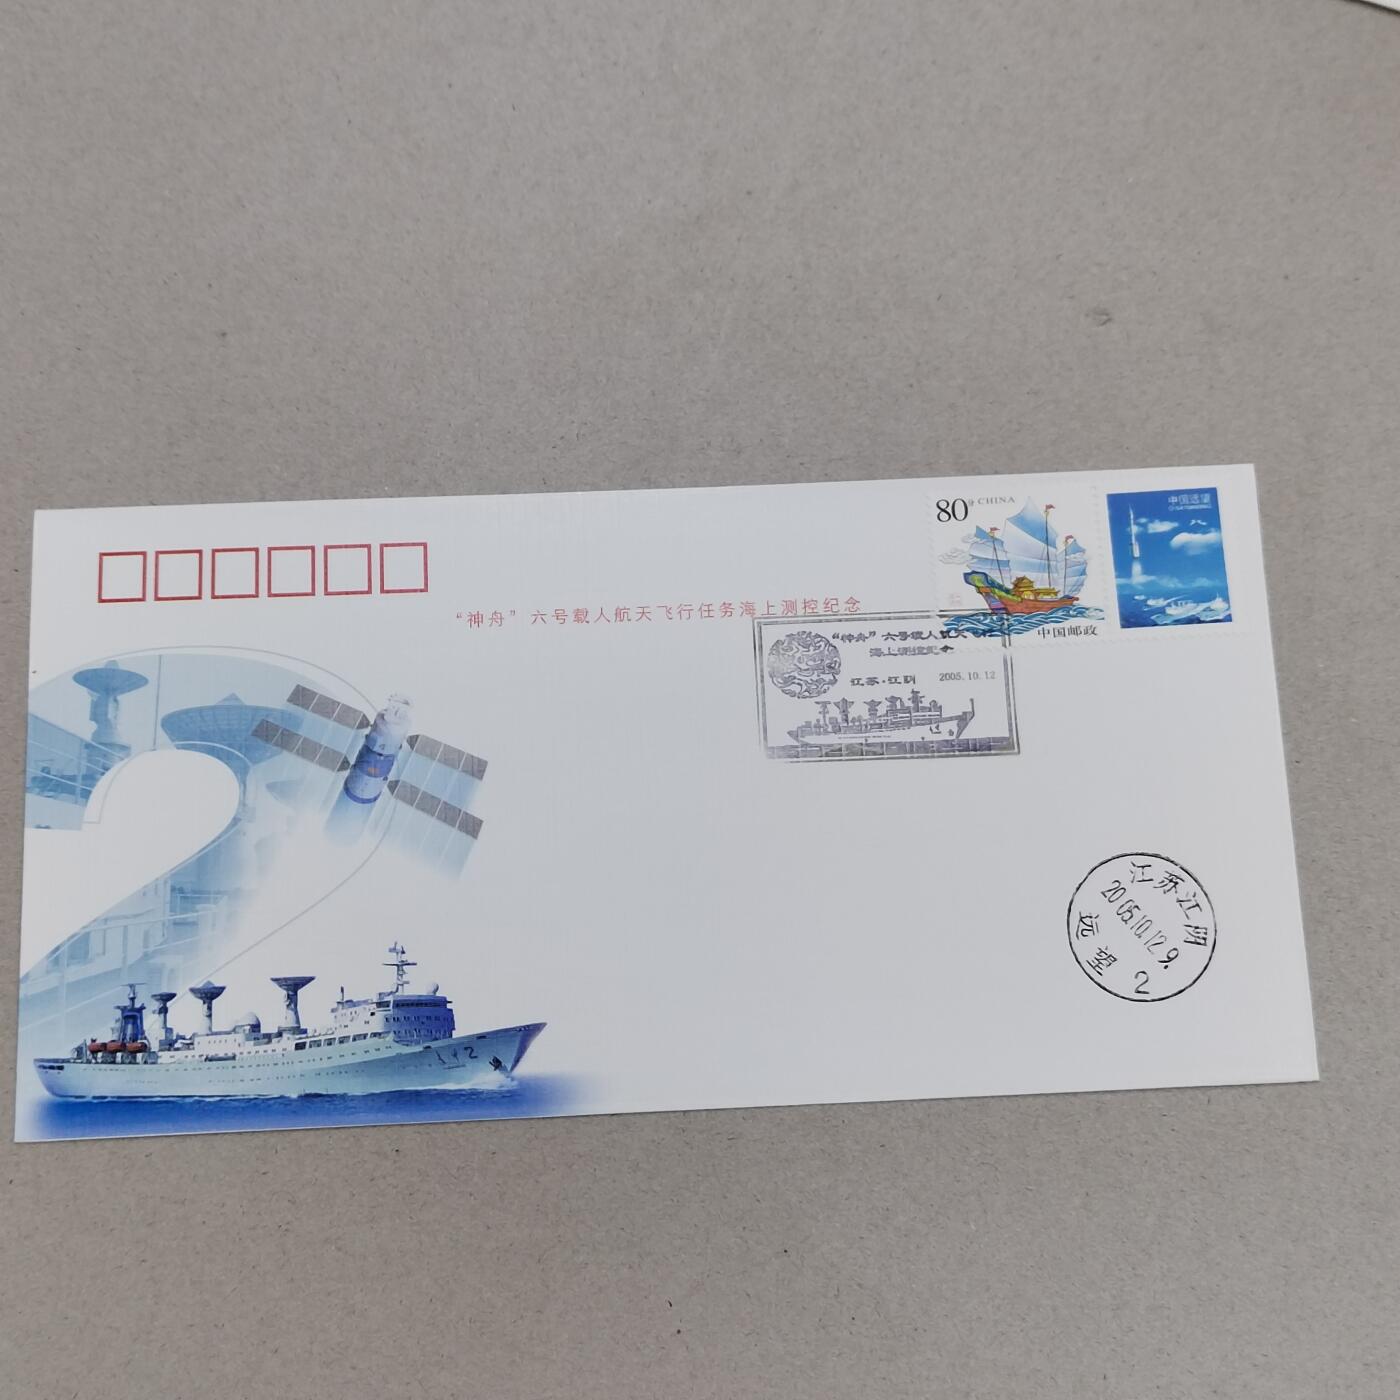 80分 CHINA
中国邮政
中国远望
"神舟"六号载人航天飞行任务海上测控纪念
"神舟"六号载人航天飞行
海上测控纪念
江苏·江阴 2005.10.12
江苏江阴
2005.10.12.9.
远望 2
2